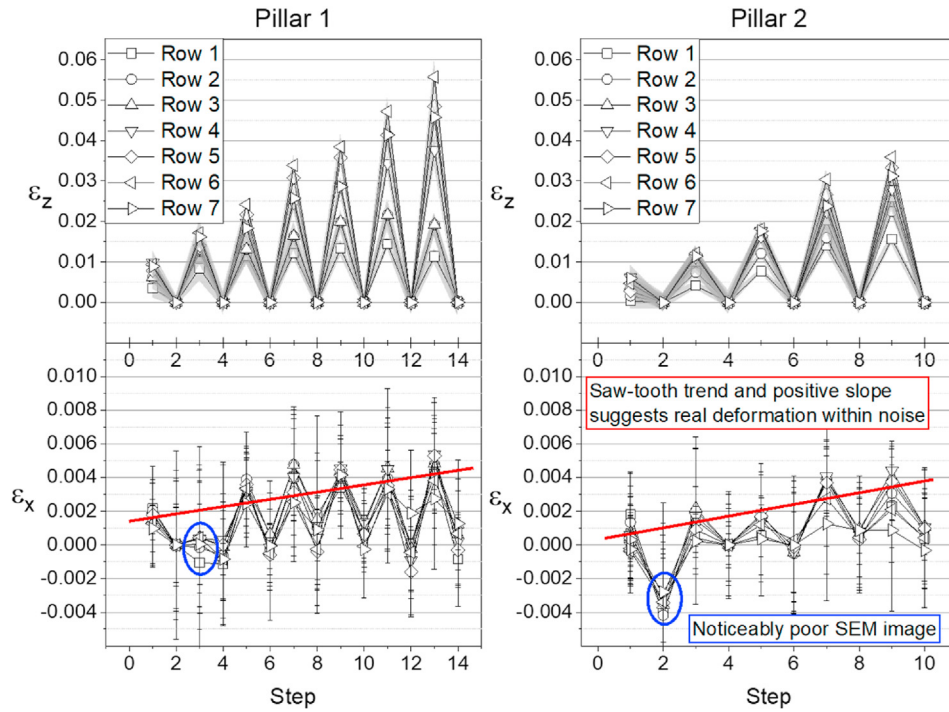 Pillar 1
Pillar 2
0.06
0.05
0.04
0.03
0.02
0.01
0.00
εz
Row 1
Row 2
Row 3
Row 4
Row 5
Row 6
Row 7
0 2 4 6 8 10 12 14
0.06
0.05
0.04
0.03
0.02
0.01
0.00
εz
Row 1
Row 2
Row 3
Row 4
Row 5
Row 6
Row 7
0 2 4 6 8 10
0.010
0.008
0.006
0.004
0.002
0.000
-0.002
-0.004
εx
0 2 4 6 8 10 12 14
Step
0.010
0.008
0.006
0.004
0.002
0.000
-0.002
-0.004
εx
Saw-tooth trend and positive slope
suggests real deformation within noise
Noticeably poor SEM image
0 2 4 6 8 10
Step